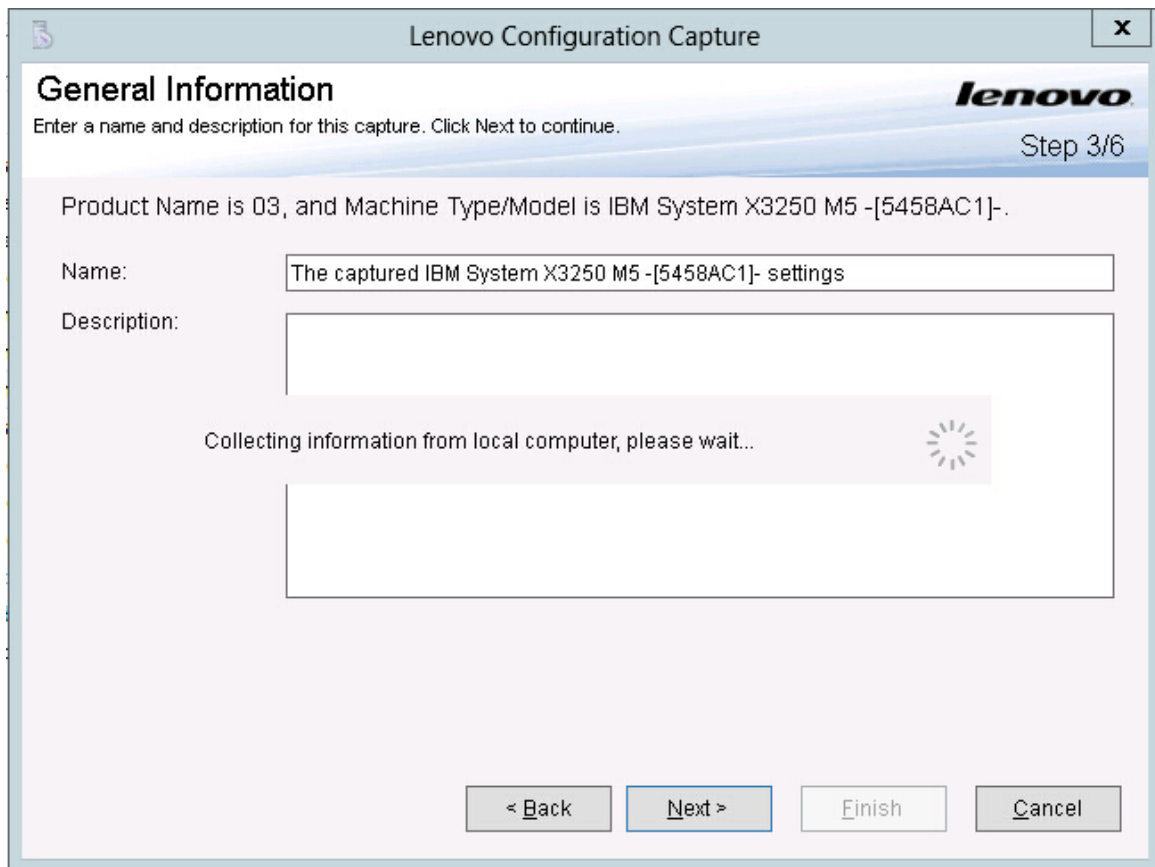 Lenovo Configuration Capture
x
General Information
lenovo
Enter a name and description for this capture. Click Next to continue.
Step 3/6
Product Name is 03, and Machine Type/Model is IBM System X3250 M5 -[5458AC1]-.
Name:
The captured IBM System X3250 M5 -[5458AC1]- settings
Description:
Collecting information from local computer, please wait...
< Back
Next >
Finish
Cancel